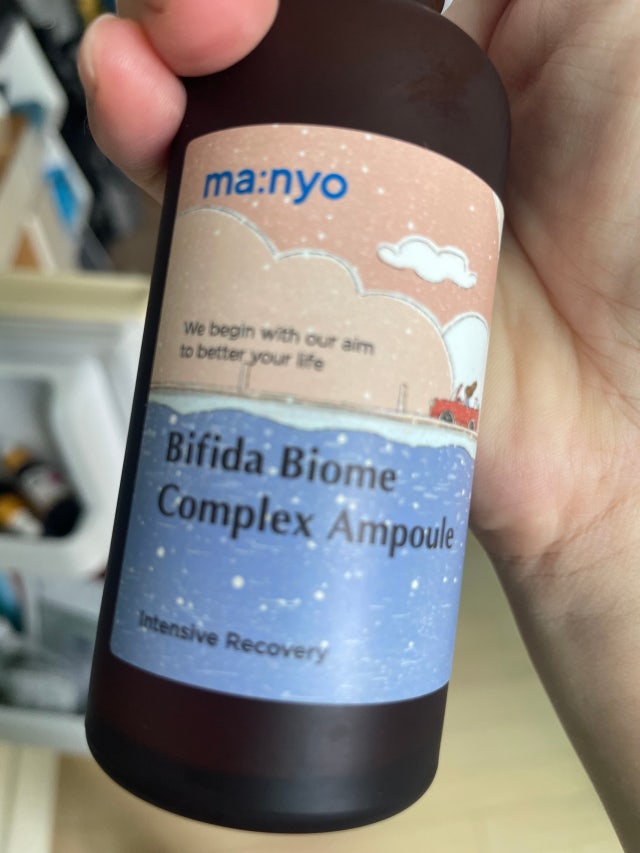 ma:nyo
We begin with our aim
to better your life
Bifida Biome
Complex Ampoule
Intensive Recovery